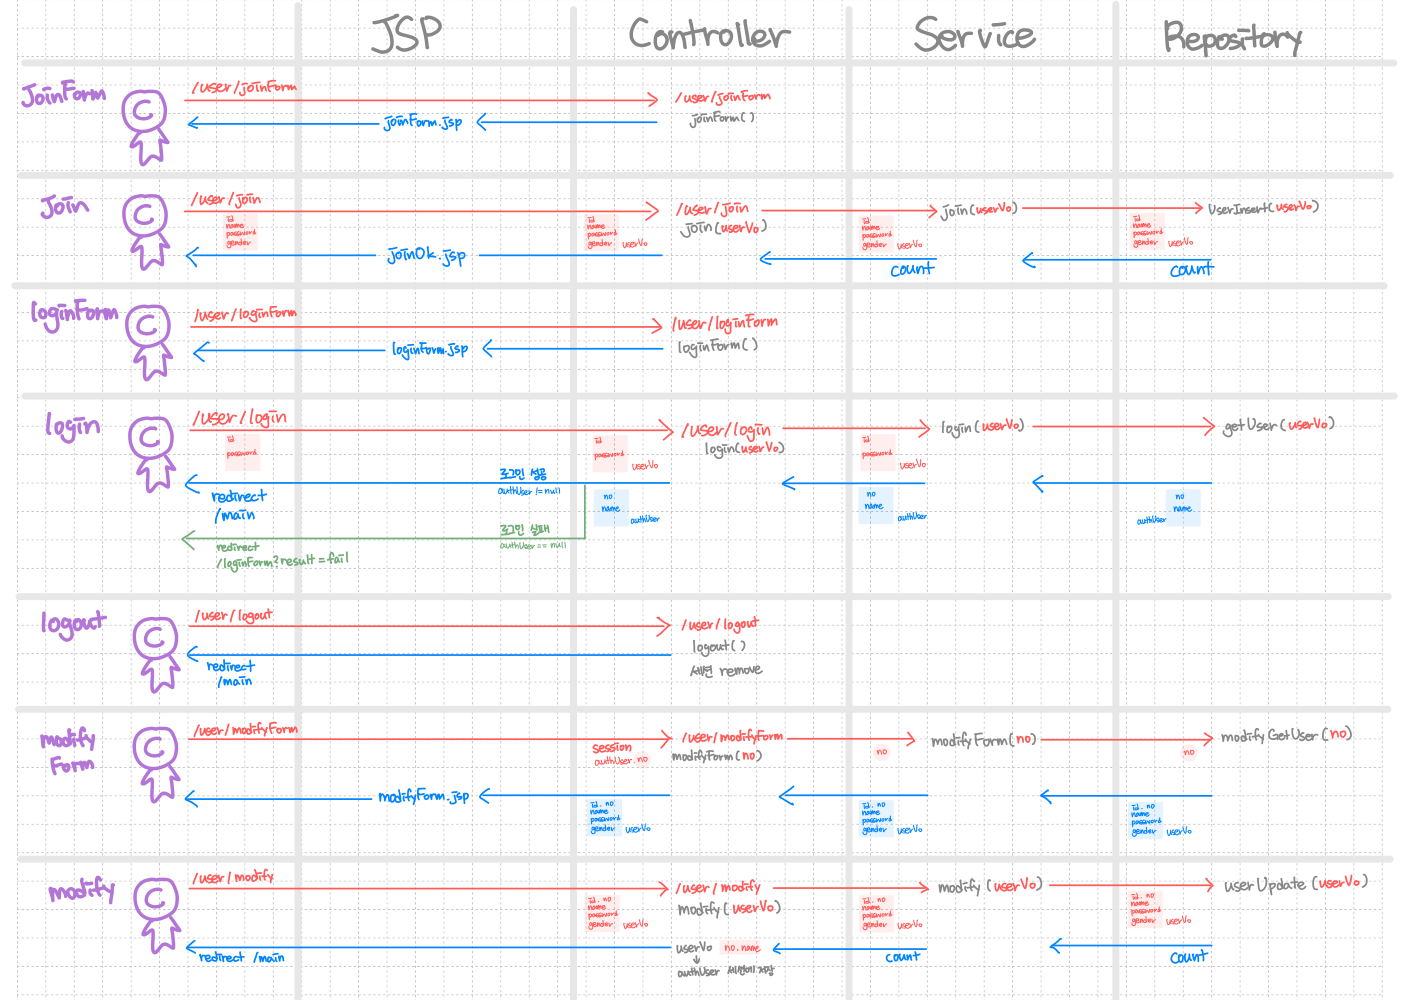 JSP
Controller
Service
Repository
JoinForm
C
/user/joinForm
/user/joinForm
joinForm()
joinForm.jsp
Join
C
/user/join
id
name
password
gender
id
name
password
gender
userVo
/user/join
join(userVo)
id
name
password
gender
userVo
join(userVo)
id
name
password
gender
userVo
userInsert(userVo)
joinOk.jsp
count
count
loginForm
C
/user/loginForm
/user/loginForm
loginForm()
loginForm.jsp
login
C
/user/login
id
password
id
password
userVo
/user/login
login(userVo)
id
password
userVo
login(userVo)
getUser(userVo)
redirect
/main
로그인 성공
authUser != null
no
name
authUser
no
name
authUser
no
name
authUser
로그인 실패
authUser == null
redirect
/loginForm?result=fail
logout
C
/user/logout
/user/logout
logout()
세션 remove
redirect
/main
modify
Form
C
/user/modifyForm
session
authUser.no
/user/modifyForm
modifyForm(no)
no
modifyForm(no)
no
modifyGetUser(no)
modifyForm.jsp
id. no
name
password
gender
userVo
id. no
name
password
gender
userVo
id. no
name
password
gender
userVo
modify
C
/user/modify
id. no
name
password
gender
userVo
/user/modify
modify(userVo)
id. no
name
password
gender
userVo
modify(userVo)
id. no
name
password
gender
userVo
userUpdate(userVo)
redirect /main
userVo no. name
↓
authUser 세션에 저장
count
count